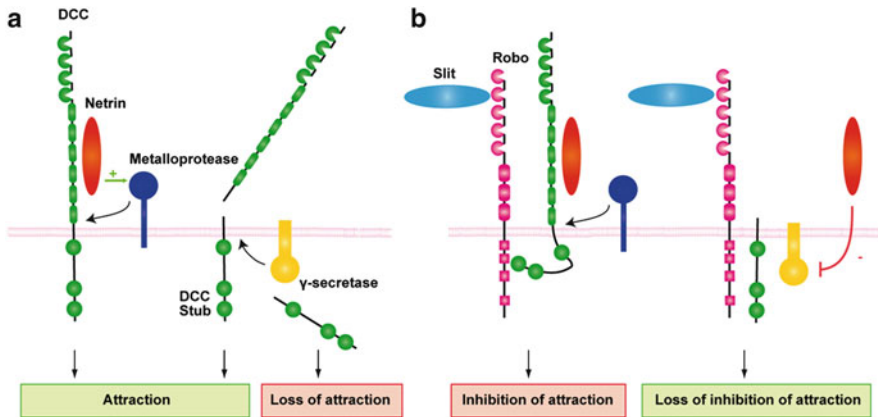 a
DCC
Netrin
+
Metalloprotease
γ-secretase
DCC
Stub
Attraction
Loss of attraction
b
Robo
Slit
-
Inhibition of attraction
Loss of inhibition of attraction